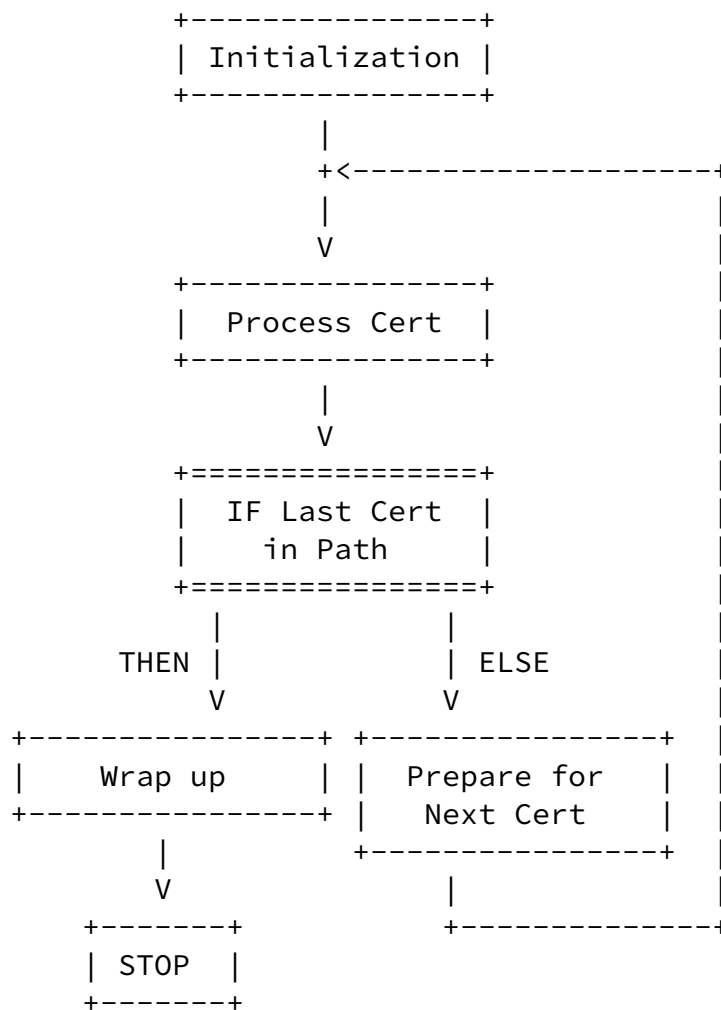 Initialization
Process Cert
IF Last Cert
in Path
THEN
ELSE
Wrap up
Prepare for
Next Cert
STOP